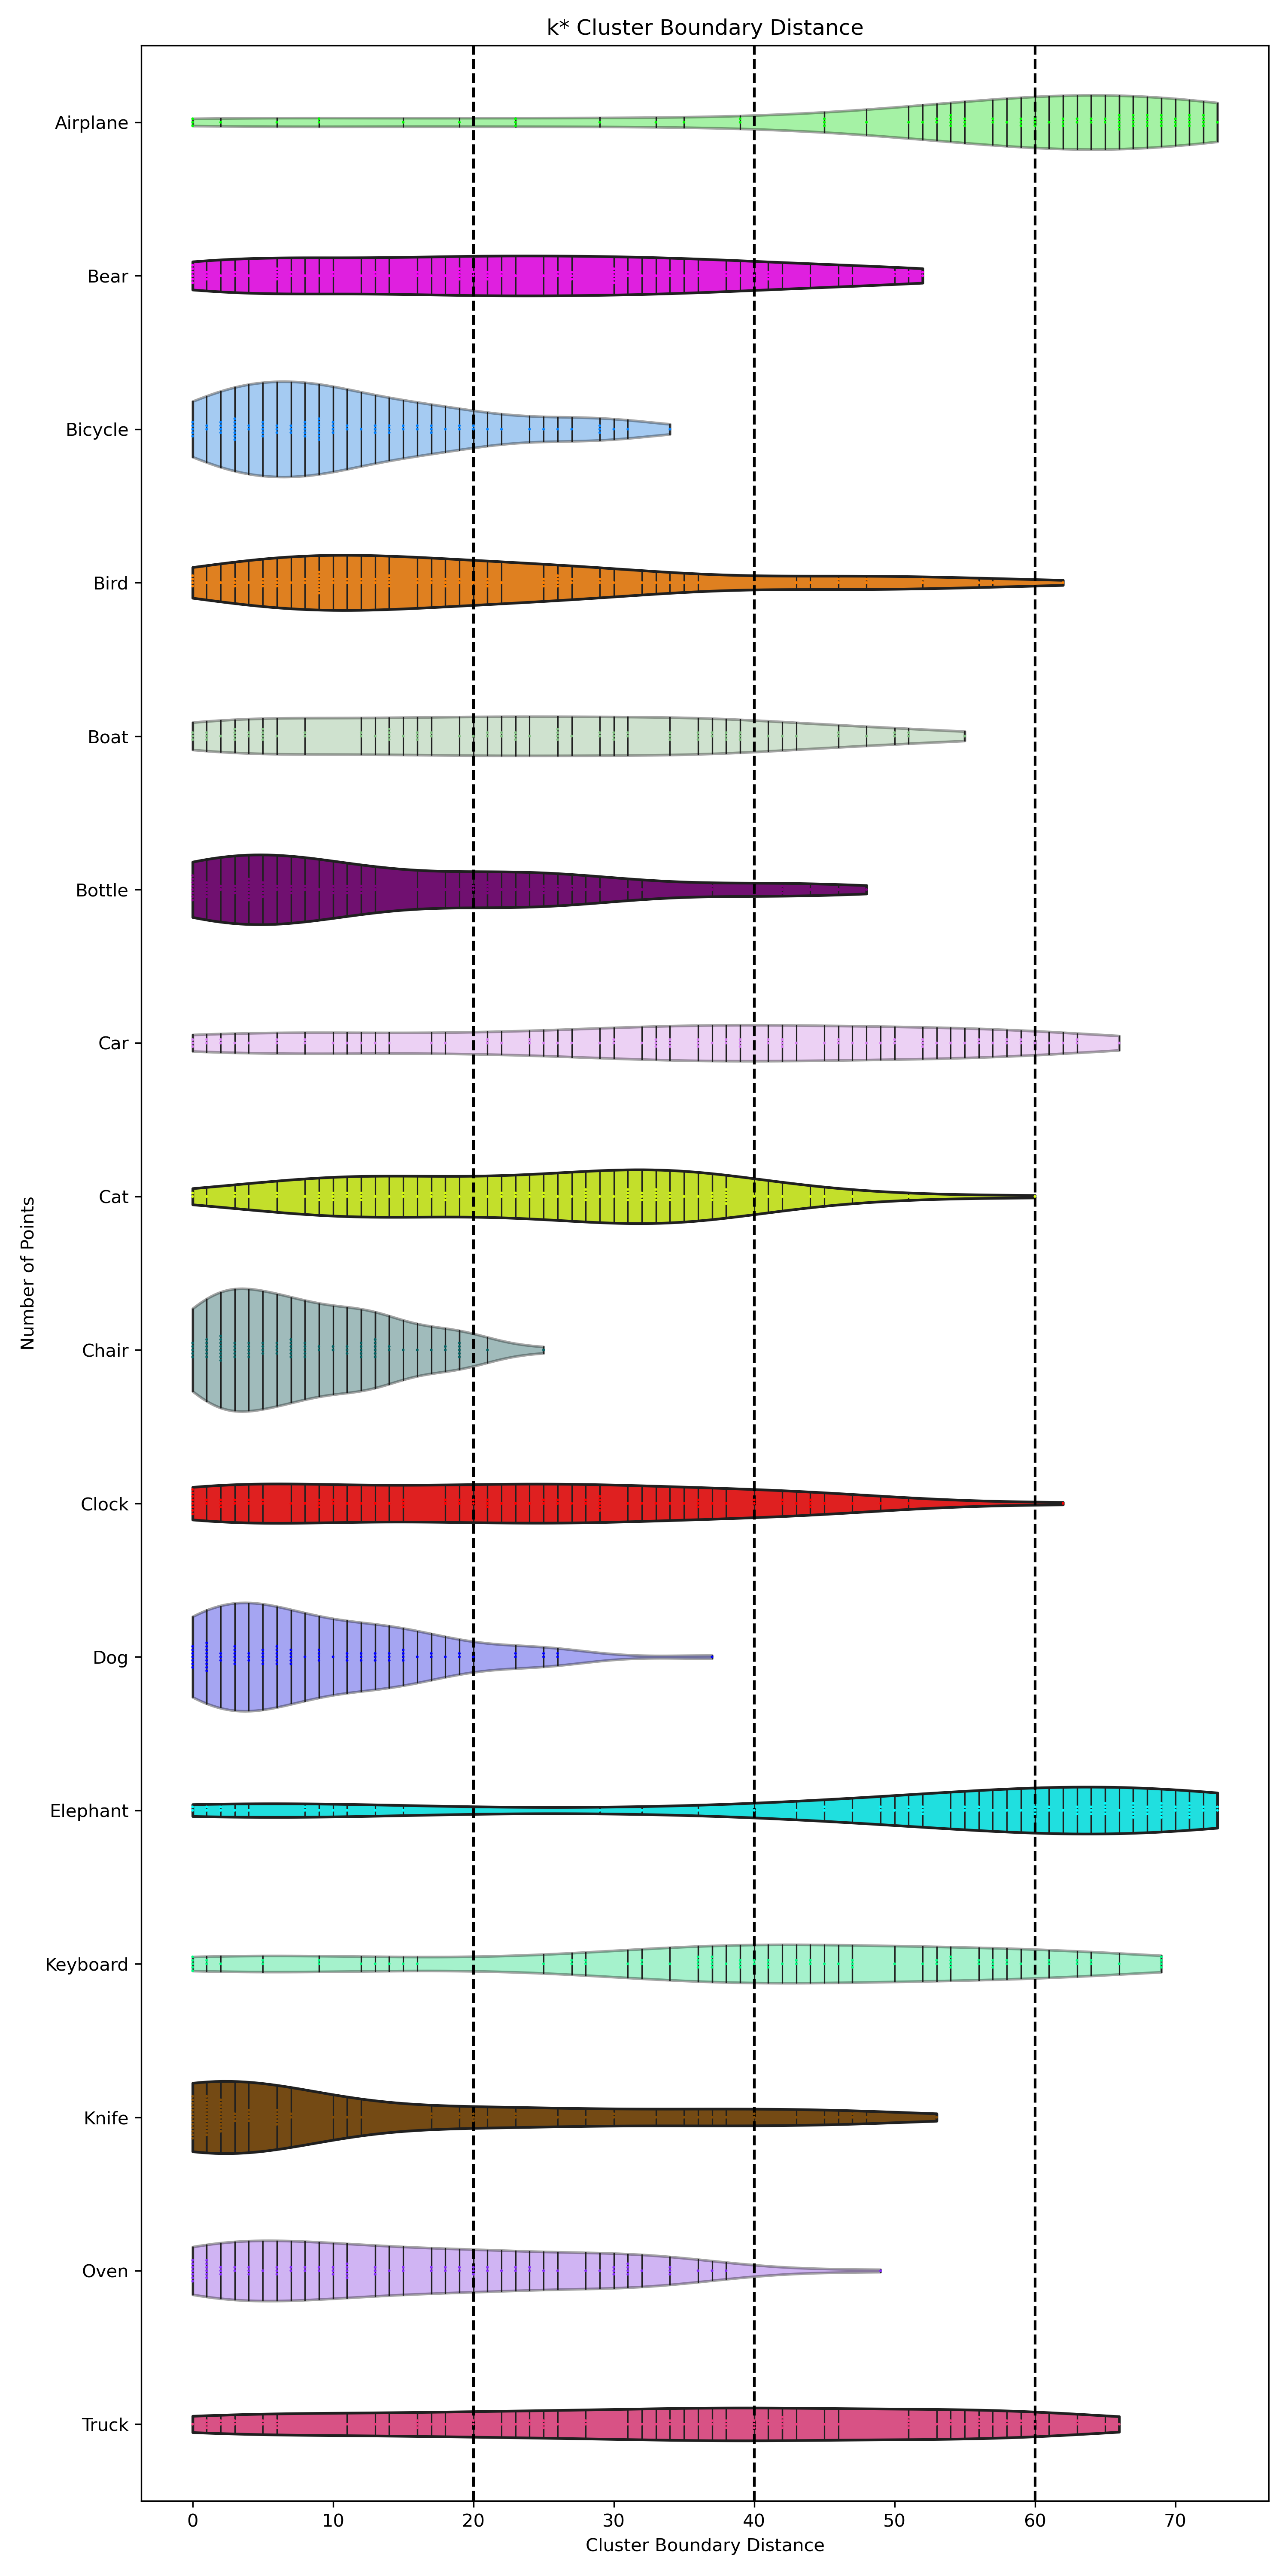 k* Cluster Boundary Distance
Airplane
Bear
Bicycle
Bird
Boat
Bottle
Car
Cat
Chair
Clock
Dog
Elephant
Keyboard
Knife
Oven
Truck
Number of Points
0 10 20 30 40 50 60 70
Cluster Boundary Distance